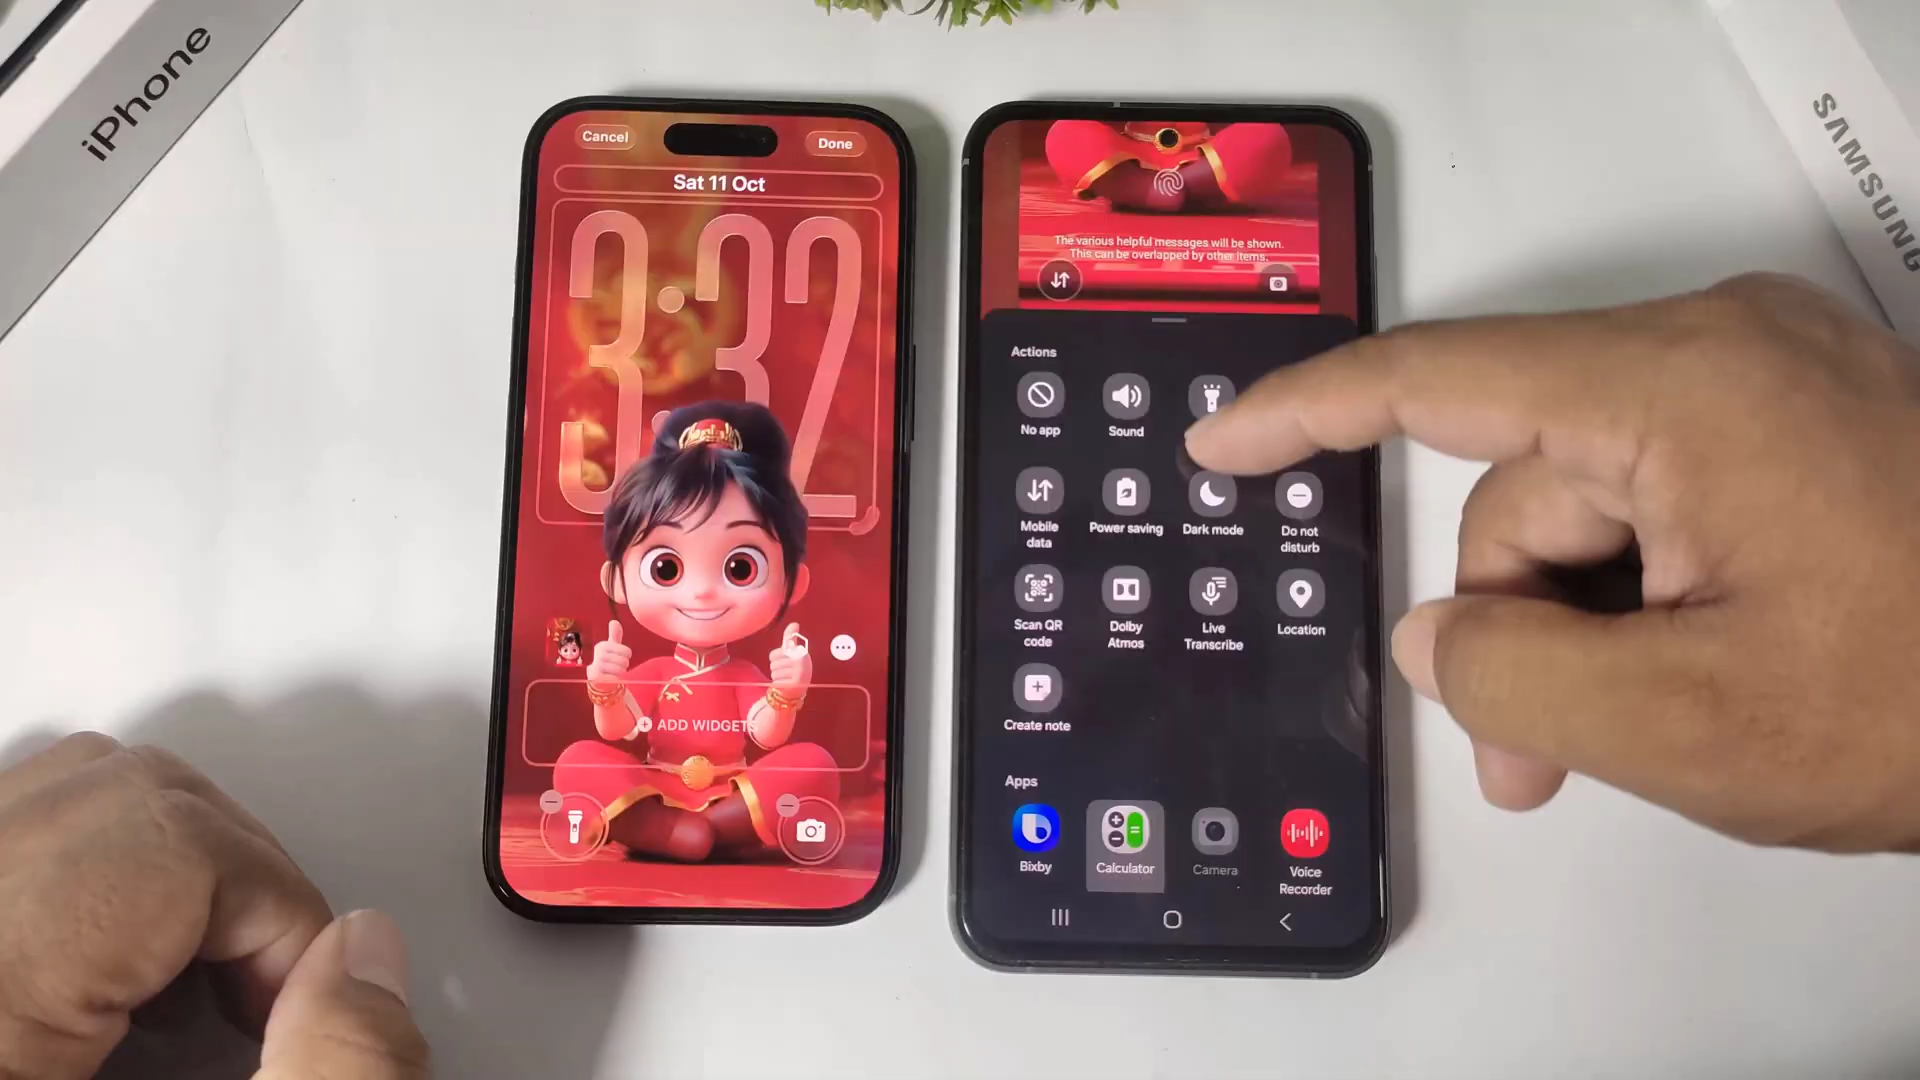 iPhone
Cancel
Done
Sat 11 Oct
3:32
ADD WIDGETS
SAMSUNG
The various helpful messages will be shown.
This can be overlapped by other items.
Actions
No app
Sound
Mobile
data
Power saving
Dark mode
Do not
disturb
Scan QR
code
Dolby
Atmos
Live
Transcribe
Location
Create note
Apps
Bixby
Calculator
Camera
Voice
Recorder